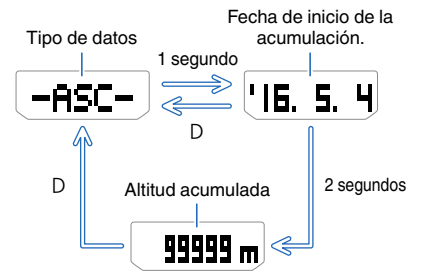 Tipo de datos
Fecha de inicio de la
acumulación.
1 segundo
-ASC-
'16. 5. 4
D
D
Altitud acumulada
2 segundos
99999 m